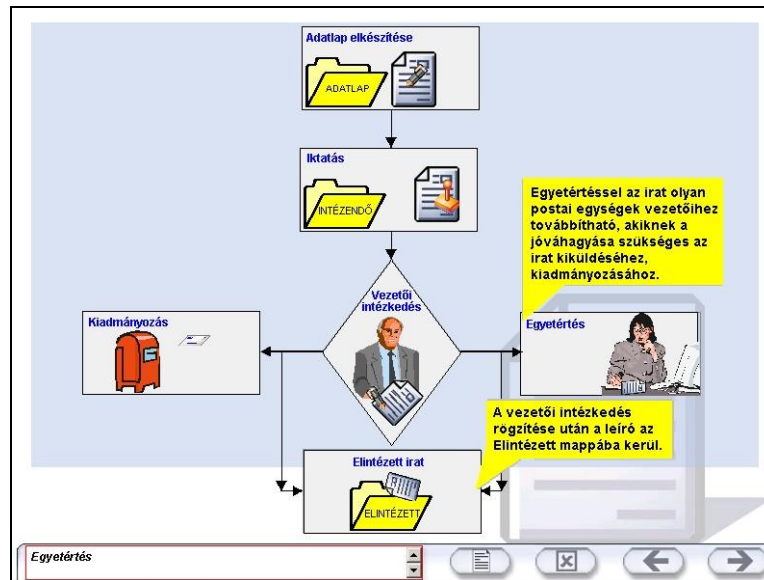 Adatlap elkészítése
ADATLAP
Iktatás
INTÉZENDŐ
Egyetértéssel az irat olyan
postai egységek vezetőihez
továbbítható, akiknek a
jóváhagyása szükséges az
irat kiküldéséhez,
kiadmányozásához.
Vezetői
intézkedés
Kiadmányozás
Egyetértés
A vezetői intézkedés
rögzítése után a leíró az
Elintézett mappába kerül.
Elintézett irat
ELINTÉZETT
Egyetértés